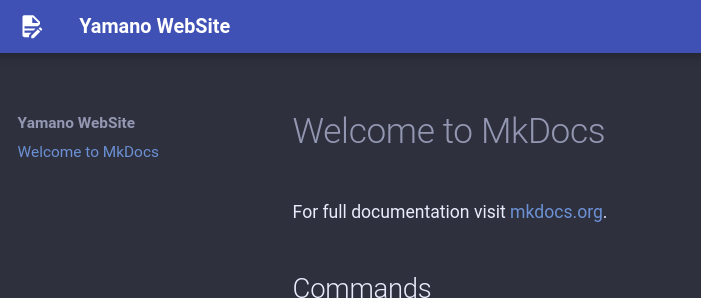 Yamano WebSite
Yamano WebSite
Welcome to MkDocs
Welcome to MkDocs
For full documentation visit mkdocs.org.
Commands